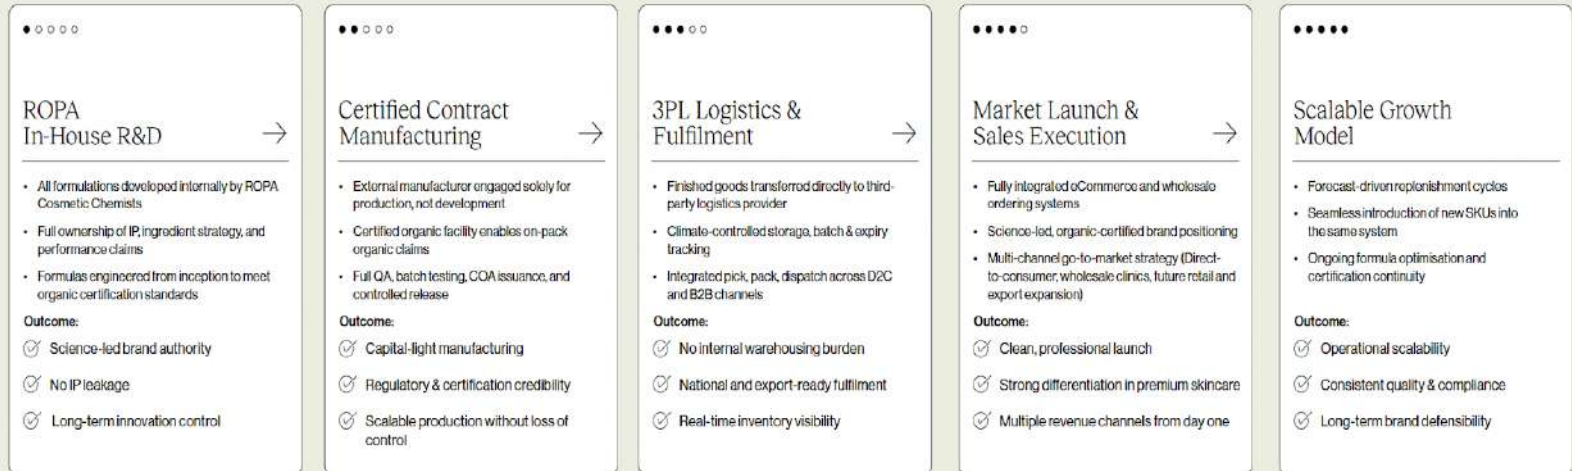 ROPA
In-House R&D
• All formulations developed internally by ROPA
Cosmetic Chemists
• Full ownership of IP, ingredient strategy, and
performance claims
• Formulas engineered from inception to meet
organic certification standards
Outcome:
Science-led brand authority
No IP leakage
Long-term innovation control
Certified Contract
Manufacturing
• External manufacturer engaged solely for
production, not development
• Certified organic facility enables on-pack
organic claims
• Full QA, batch testing, COA issuance, and
controlled release
Outcome:
Capital-light manufacturing
Regulatory & certification credibility
Scalable production without loss of
control
3PL Logistics &
Fulfilment
• Finished goods transferred directly to third-
party logistics provider
• Climate-controlled storage, batch & expiry
tracking
• Integrated pick, pack, dispatch across D2C
and B2B channels
Outcome:
No internal warehousing burden
National and export-ready fulfilment
Real-time inventory visibility
Market Launch &
Sales Execution
• Fully integrated eCommerce and wholesale
ordering systems
• Science-led, organic-certified brand positioning
• Multi-channel go-to-market strategy (Direct-
to-consumer, wholesale clinics, future retail and
export expansion)
Outcome:
Clean, professional launch
Strong differentiation in premium skincare
Multiple revenue channels from day one
Scalable Growth
Model
• Forecast-driven replenishment cycles
• Seamless introduction of new SKUs into
the same system
• Ongoing formula optimisation and
certification continuity
Outcome:
Operational scalability
Consistent quality & compliance
Long-term brand defensibility